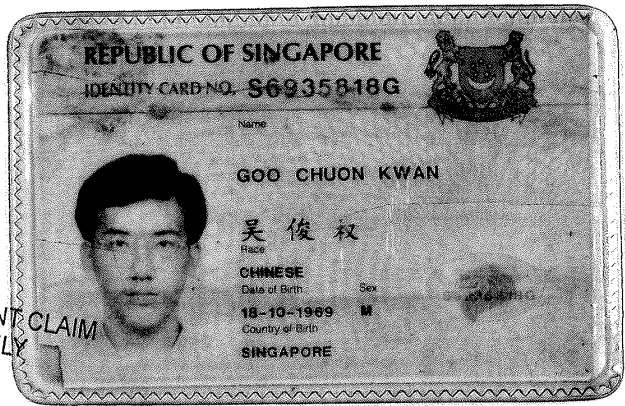 REPUBLIC OF SINGAPORE
IDENTITY CARD NO. S6935818G
Name
GOO CHUON KWAN
吴俊权
Race
CHINESE
Date of Birth Sex
18-10-1969 M
Country of Birth
SINGAPORE
CLAIM